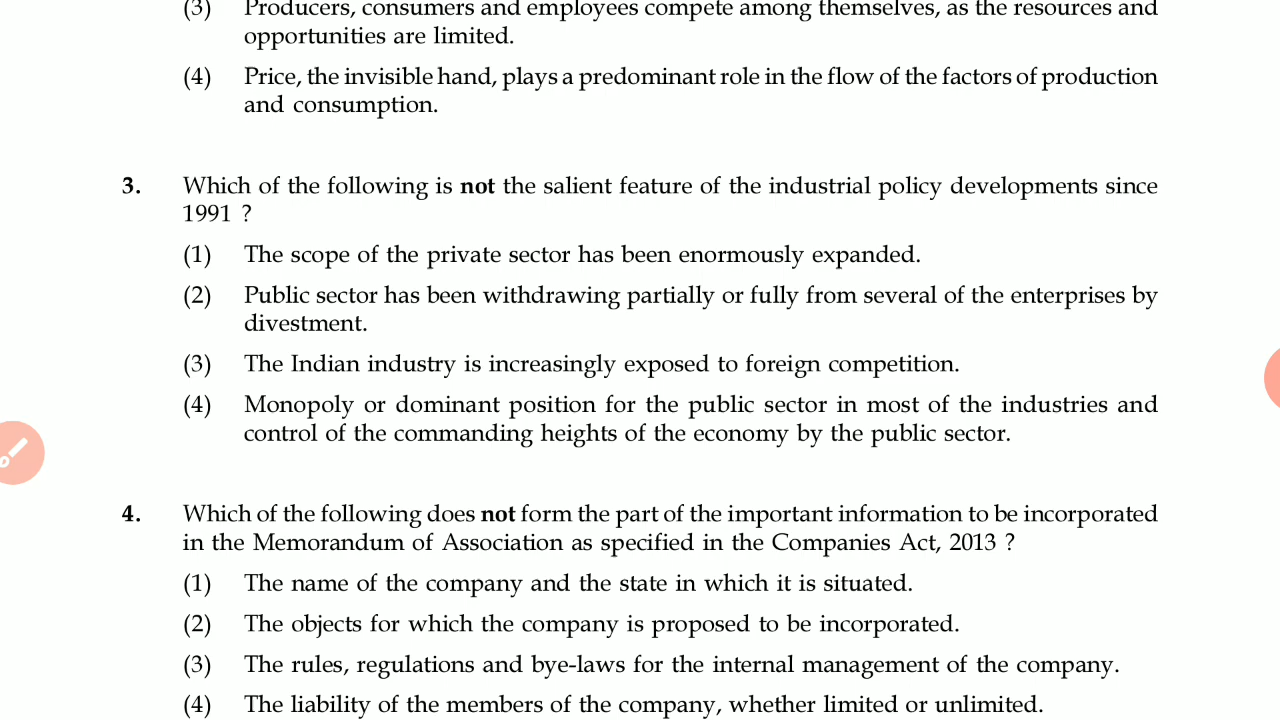 (3) Producers, consumers and employees compete among themselves, as the resources and
opportunities are limited.
(4) Price, the invisible hand, plays a predominant role in the flow of the factors of production
and consumption.
3. Which of the following is not the salient feature of the industrial policy developments since
1991 ?
(1) The scope of the private sector has been enormously expanded.
(2) Public sector has been withdrawing partially or fully from several of the enterprises by
divestment.
(3) The Indian industry is increasingly exposed to foreign competition.
(4) Monopoly or dominant position for the public sector in most of the industries and
control of the commanding heights of the economy by the public sector.
4. Which of the following does not form the part of the important information to be incorporated
in the Memorandum of Association as specified in the Companies Act, 2013 ?
(1) The name of the company and the state in which it is situated.
(2) The objects for which the company is proposed to be incorporated.
(3) The rules, regulations and bye-laws for the internal management of the company.
(4) The liability of the members of the company, whether limited or unlimited.